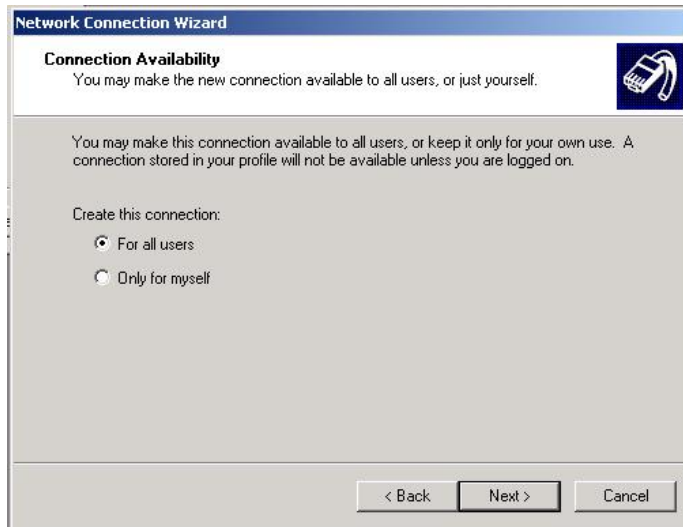 Network Connection Wizard
Connection Availability
You may make the new connection available to all users, or just yourself.
You may make this connection available to all users, or keep it only for your own use. A
connection stored in your profile will not be available unless you are logged on.
Create this connection:
For all users
Only for myself
< Back
Next >
Cancel